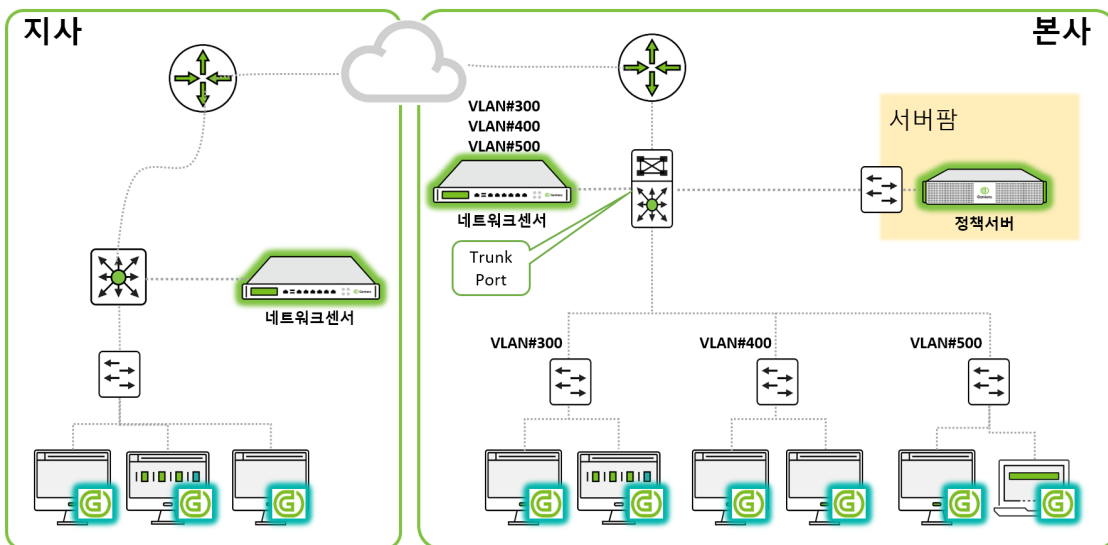 지사
본사
VLAN#300
VLAN#400
VLAN#500
네트워크센서
Trunk
Port
서버팜
Genians
정책서버
네트워크센서
VLAN#300
VLAN#400
VLAN#500